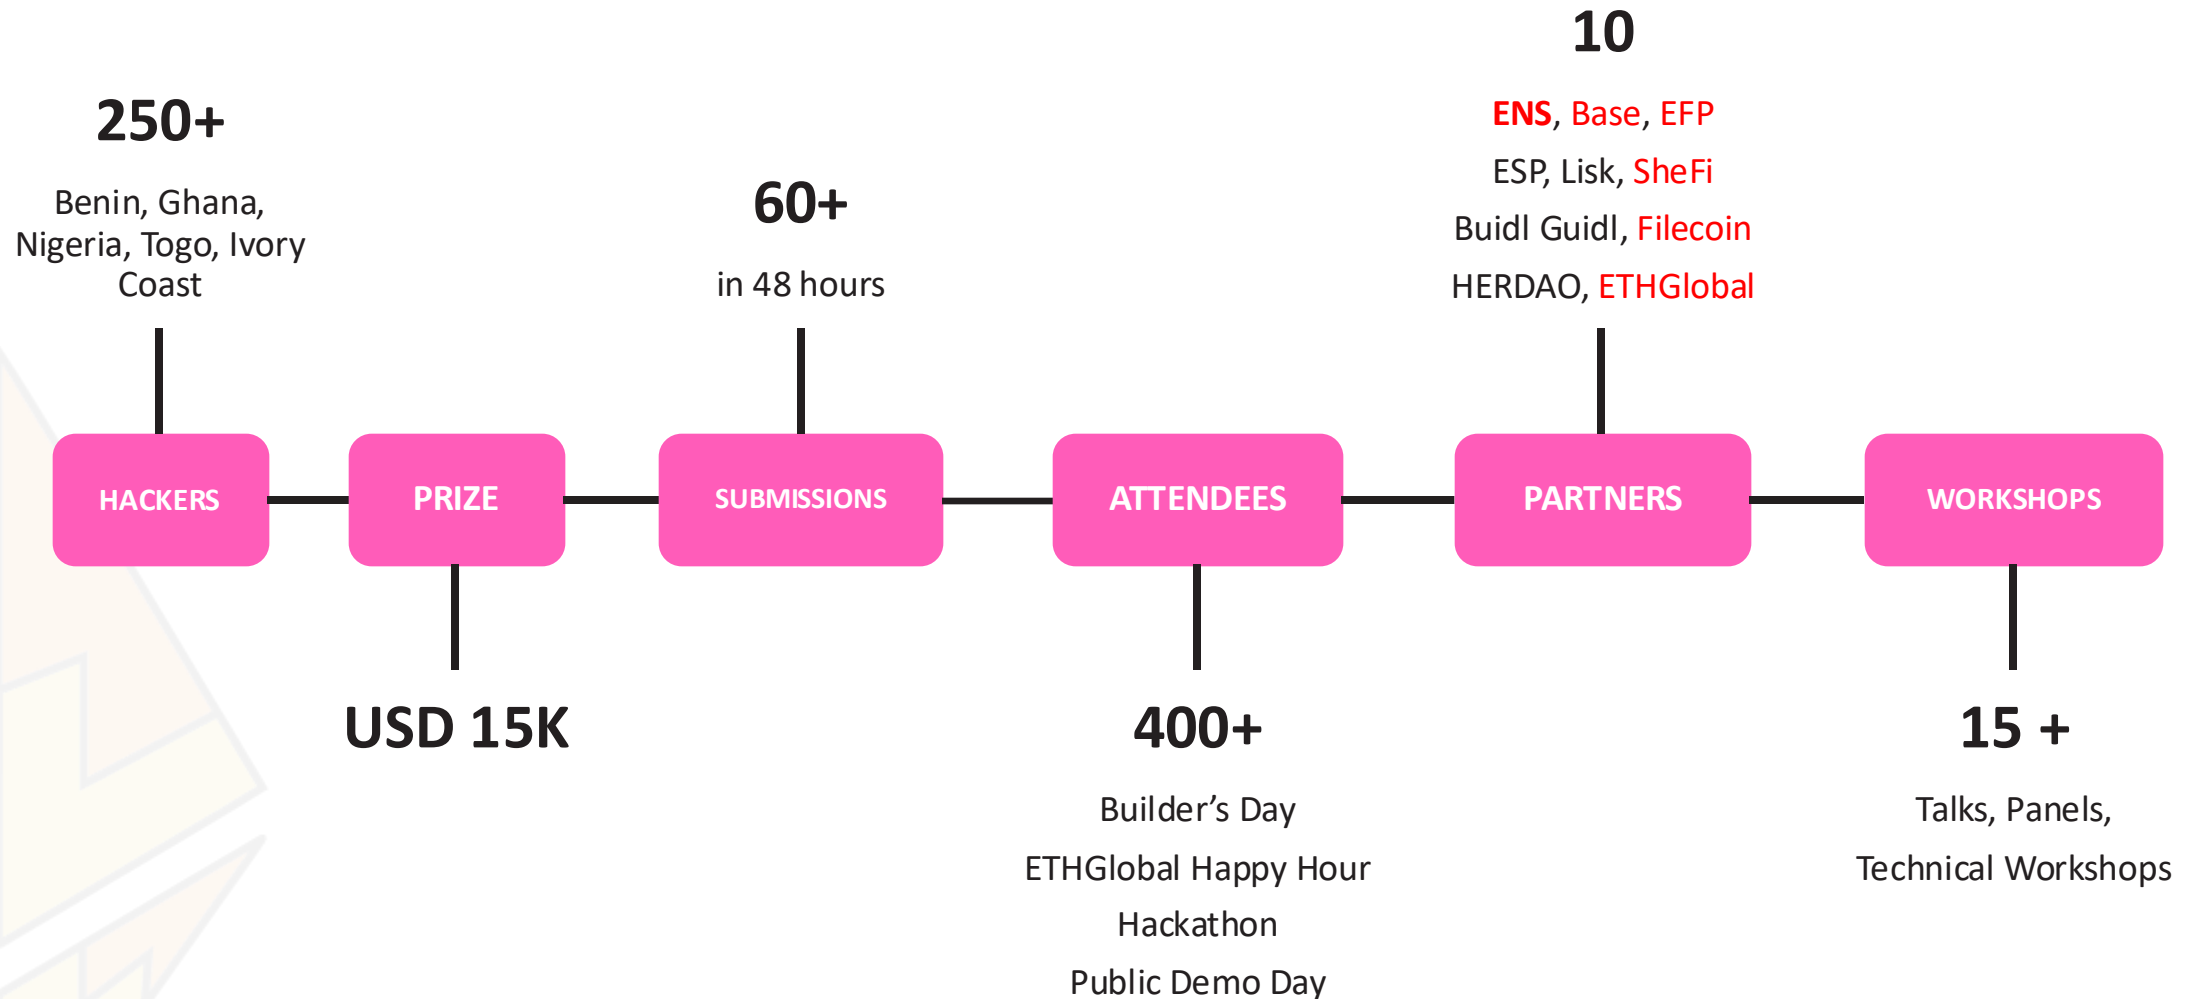 10
250+
ENS, Base, EFP
ESP, Lisk, SheFi
60+
Benin, Ghana,
Nigeria, Togo, Ivory
Coast
Buidl Guidl, Filecoin
in 48 hours
HERDAO, ETHGlobal
HACKERS
PRIZE
SUBMISSIONS
ATTENDEES
PARTNERS
WORKSHOPS
USD 15K
400+
15 +
Builder’s Day
ETHGlobal Happy Hour
Hackathon
Public Demo Day
Talks, Panels,
Technical Workshops